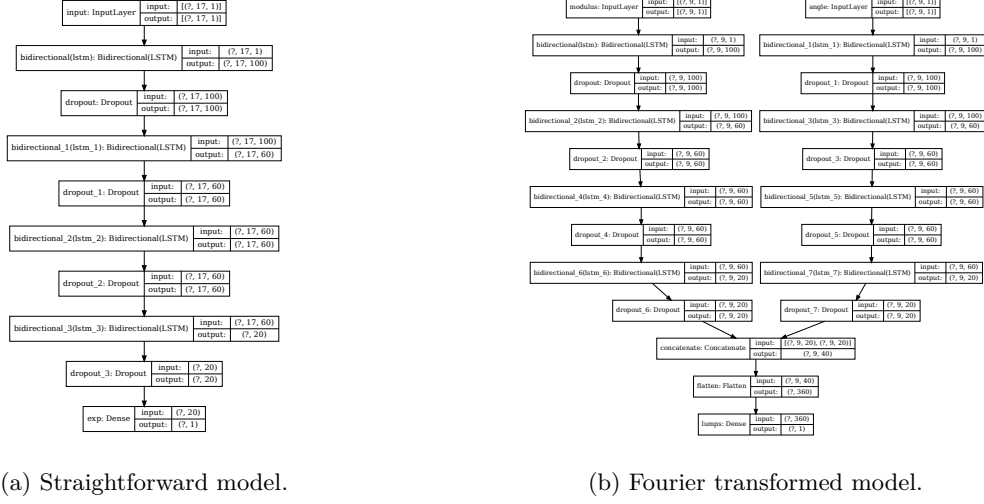 input: InputLayer input: [(?, 17, 1)]
output: [(?, 17, 1)]
bidirectional(lstm): Bidirectional(LSTM) input: (?, 17, 1)
output: (?, 17, 100)
dropout: Dropout input: (?, 17, 100)
output: (?, 17, 100)
bidirectional_1(lstm_1): Bidirectional(LSTM) input: (?, 17, 100)
output: (?, 17, 60)
dropout_1: Dropout input: (?, 17, 60)
output: (?, 17, 60)
bidirectional_2(lstm_2): Bidirectional(LSTM) input: (?, 17, 60)
output: (?, 17, 60)
dropout_2: Dropout input: (?, 17, 60)
output: (?, 17, 60)
bidirectional_3(lstm_3): Bidirectional(LSTM) input: (?, 17, 60)
output: (?, 20)
dropout_3: Dropout input: (?, 20)
output: (?, 20)
exp: Dense input: (?, 20)
output: (?, 1)
(a) Straightforward model.
modulus: InputLayer input: [(?, 9, 1)]
output: [(?, 9, 1)]
angle: InputLayer input: [(?, 9, 1)]
output: [(?, 9, 1)]
bidirectional(lstm): Bidirectional(LSTM) input: (?, 9, 1)
output: (?, 9, 100)
bidirectional_1(lstm_1): Bidirectional(LSTM) input: (?, 9, 1)
output: (?, 9, 100)
dropout: Dropout input: (?, 9, 100)
output: (?, 9, 100)
dropout_1: Dropout input: (?, 9, 100)
output: (?, 9, 100)
bidirectional_2(lstm_2): Bidirectional(LSTM) input: (?, 9, 100)
output: (?, 9, 60)
bidirectional_3(lstm_3): Bidirectional(LSTM) input: (?, 9, 100)
output: (?, 9, 60)
dropout_2: Dropout input: (?, 9, 60)
output: (?, 9, 60)
dropout_3: Dropout input: (?, 9, 60)
output: (?, 9, 60)
bidirectional_4(lstm_4): Bidirectional(LSTM) input: (?, 9, 60)
output: (?, 9, 60)
bidirectional_5(lstm_5): Bidirectional(LSTM) input: (?, 9, 60)
output: (?, 9, 60)
dropout_4: Dropout input: (?, 9, 60)
output: (?, 9, 60)
dropout_5: Dropout input: (?, 9, 60)
output: (?, 9, 60)
bidirectional_6(lstm_6): Bidirectional(LSTM) input: (?, 9, 60)
output: (?, 9, 20)
bidirectional_7(lstm_7): Bidirectional(LSTM) input: (?, 9, 60)
output: (?, 9, 20)
dropout_6: Dropout input: (?, 9, 20)
output: (?, 9, 20)
dropout_7: Dropout input: (?, 9, 20)
output: (?, 9, 20)
concatenate: Concatenate input: [(?, 9, 20), (?, 9, 20)]
output: (?, 9, 40)
flatten: Flatten input: (?, 9, 40)
output: (?, 360)
lumps: Dense input: (?, 360)
output: (?, 1)
(b) Fourier transformed model.